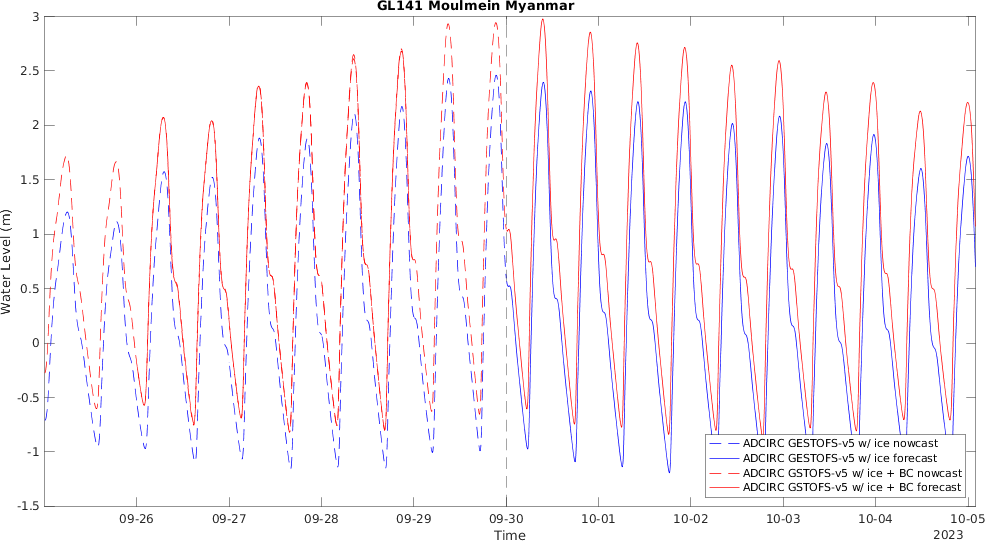 GL141 Moulmein Myanmar
3
2.5
2
1.5
1
0.5
0
-0.5
-1
-1.5
Water Level (m)
ADCIRC GESTOFS-v5 w/ ice nowcast
ADCIRC GESTOFS-v5 w/ ice forecast
ADCIRC GSTOFS-v5 w/ ice + BC nowcast
ADCIRC GSTOFS-v5 w/ ice + BC forecast
09-26 09-27 09-28 09-29 09-30 10-01 10-02 10-03 10-04 10-05
Time
2023